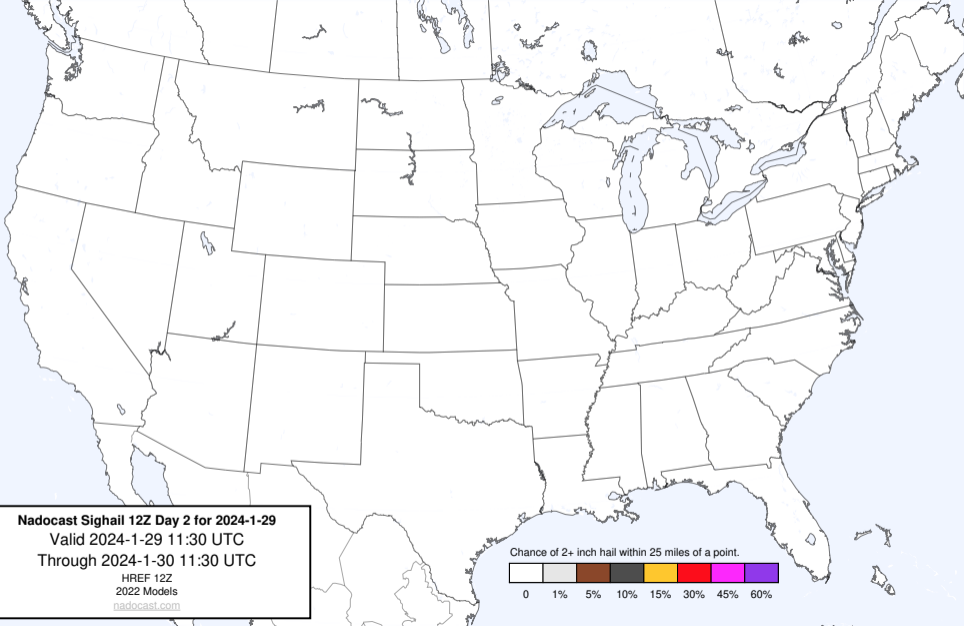 Nadocast Sighail 12Z Day 2 for 2024-1-29
Valid 2024-1-29 11:30 UTC
Through 2024-1-30 11:30 UTC
HREF 12Z
2022 Models
nadocast.com
Chance of 2+ inch hail within 25 miles of a point.
0 1% 5% 10% 15% 30% 45% 60%